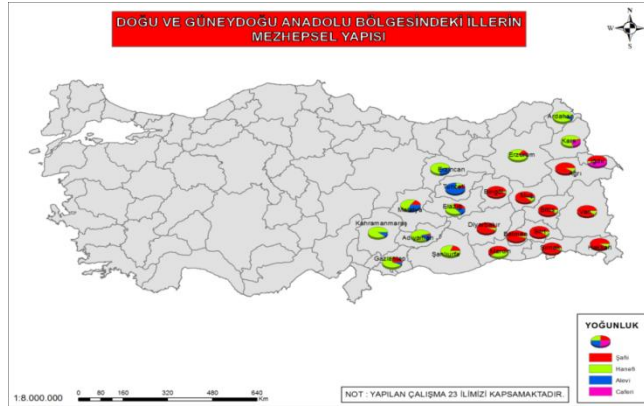 DOĞU VE GÜNEYDOĞU ANADOLU BÖLGESİNDEKİ İLLERİN
MEZHEPSEL YAPISI
N
W
E
S
Ardahan
Kars
Erzurum
Erzincan
Tunceli
Malatya
Elazığ
Kahramanmaraş
Adıyaman
Diyarbakır
Gaziantep
Şanlıurfa
YOĞUNLUK
Şafi
Hanefi
Alevi
Caferi
1:8.000.000
0 80 160 320 480 640
Km
NOT : YAPILAN ÇALIŞMA 23 İLİMİZİ KAPSAMAKTADIR.